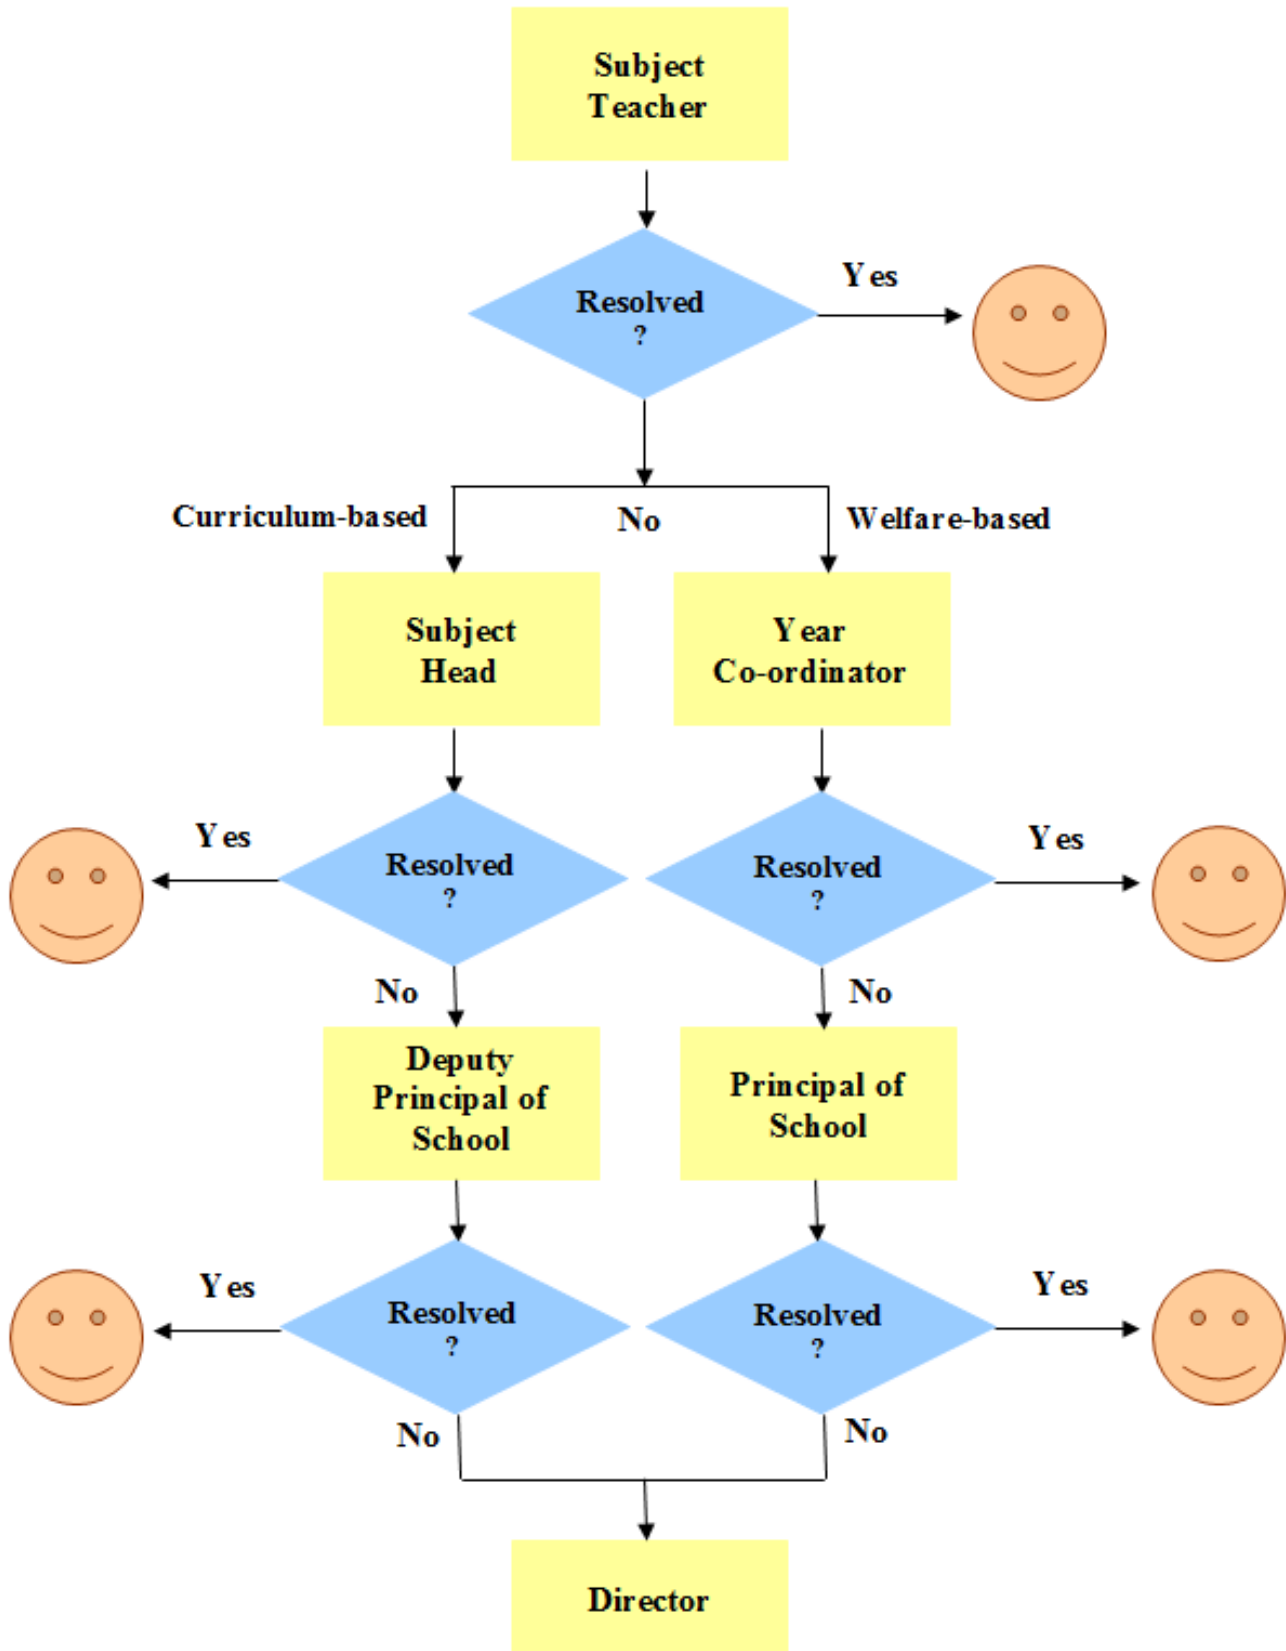 Subject
Teacher
Resolved
?
Yes
Curriculum-based
No
Welfare-based
Subject
Head
Year
Co-ordinator
Yes
Resolved
?
Resolved
?
Yes
No
No
Deputy
Principal of
School
Principal of
School
Yes
Resolved
?
Resolved
?
Yes
No
No
Director